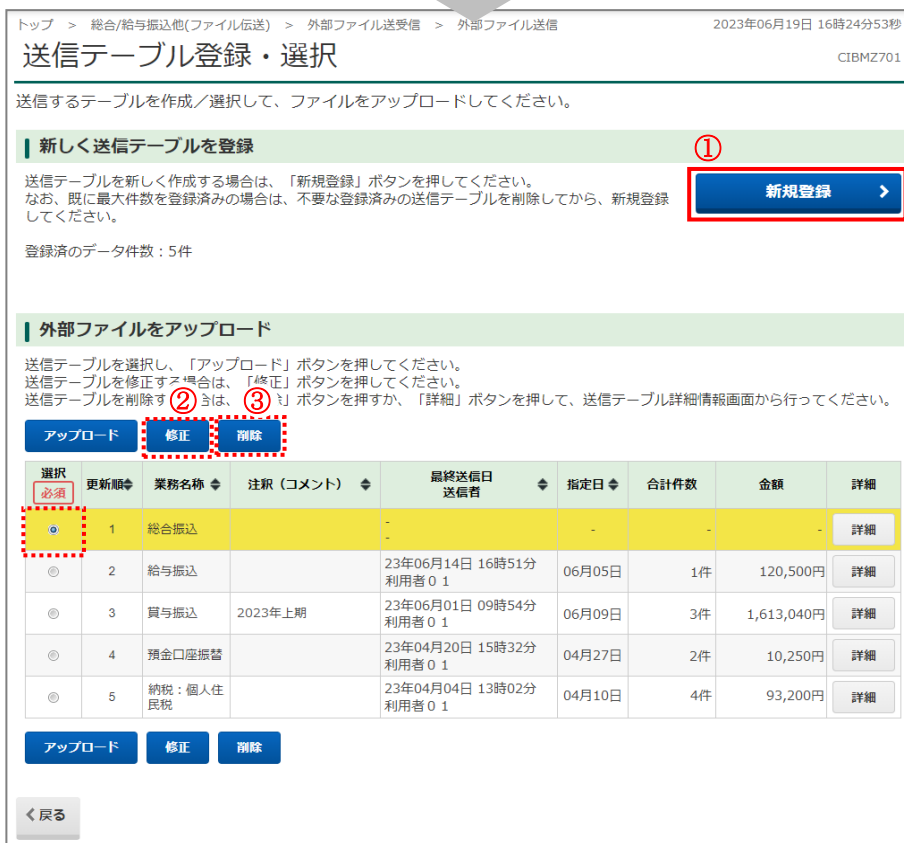 トップ > 総合/給与振込他(ファイル伝送) > 外部ファイル送受信 > 外部ファイル送信 2023年06月19日 16時24分53秒
送信テーブル登録・選択 CIBMZ701
送信するテーブルを作成／選択して、ファイルをアップロードしてください。
新しく送信テーブルを登録
①
送信テーブルを新しく作成する場合は、「新規登録」ボタンを押してください。
なお、既に最大件数を登録済みの場合は、不要な登録済みの送信テーブルを削除してから、新規登録
してください。
新規登録
登録済のデータ件数：5件
外部ファイルをアップロード
送信テーブルを選択し、「アップロード」ボタンを押してください。
送信テーブルを修正する場合は、「修正」ボタンを押してください。
送信テーブルを削除す 合は、 」ボタンを押すか、「詳細」ボタンを押して、送信テーブル詳細情報画面から行ってください。
② ③
アップロード 修正 削除
選択 必須 更新順 業務名称 注釈（コメント） 最終送信日 送信者 指定日 合計件数 金額 詳細
1 総合振込 - - - - - 詳細
2 給与振込 23年06月14日 16時51分 利用者０１ 06月05日 1件 120,500円 詳細
3 賞与振込 2023年上期 23年06月01日 09時54分 利用者０１ 06月09日 3件 1,613,040円 詳細
4 預金口座振替 23年04月20日 15時32分 利用者０１ 04月27日 2件 10,250円 詳細
5 納税：個人住民税 23年04月04日 13時02分 利用者０１ 04月10日 4件 93,200円 詳細
アップロード 修正 削除
戻る